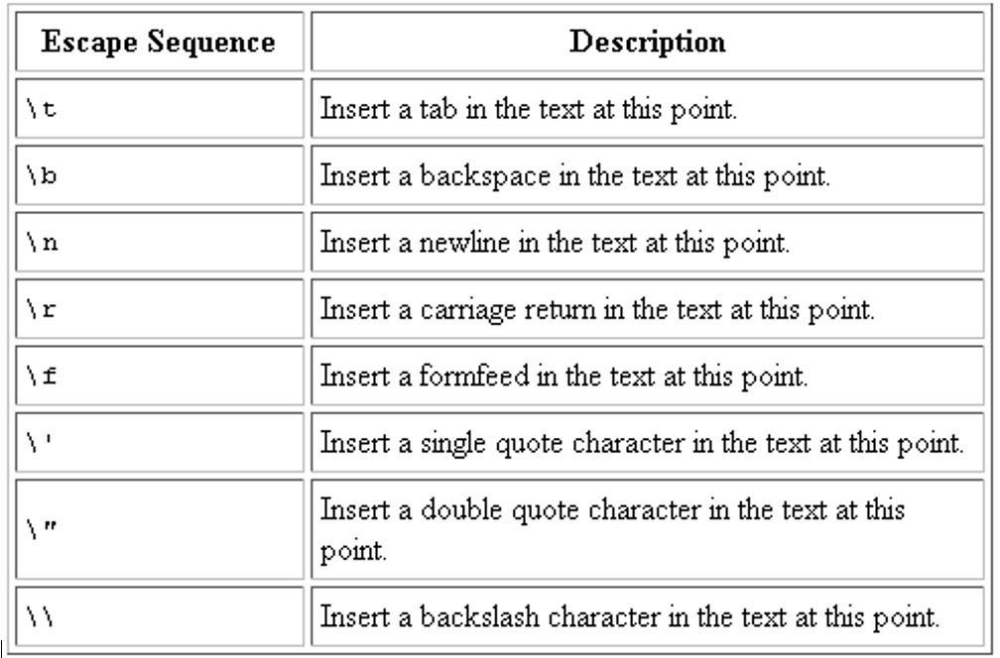 Escape Sequence Description
\t Insert a tab in the text at this point.
\b Insert a backspace in the text at this point.
\n Insert a newline in the text at this point.
\r Insert a carriage return in the text at this point.
\f Insert a formfeed in the text at this point.
\' Insert a single quote character in the text at this point.
\" Insert a double quote character in the text at this
point.
\\ Insert a backslash character in the text at this point.